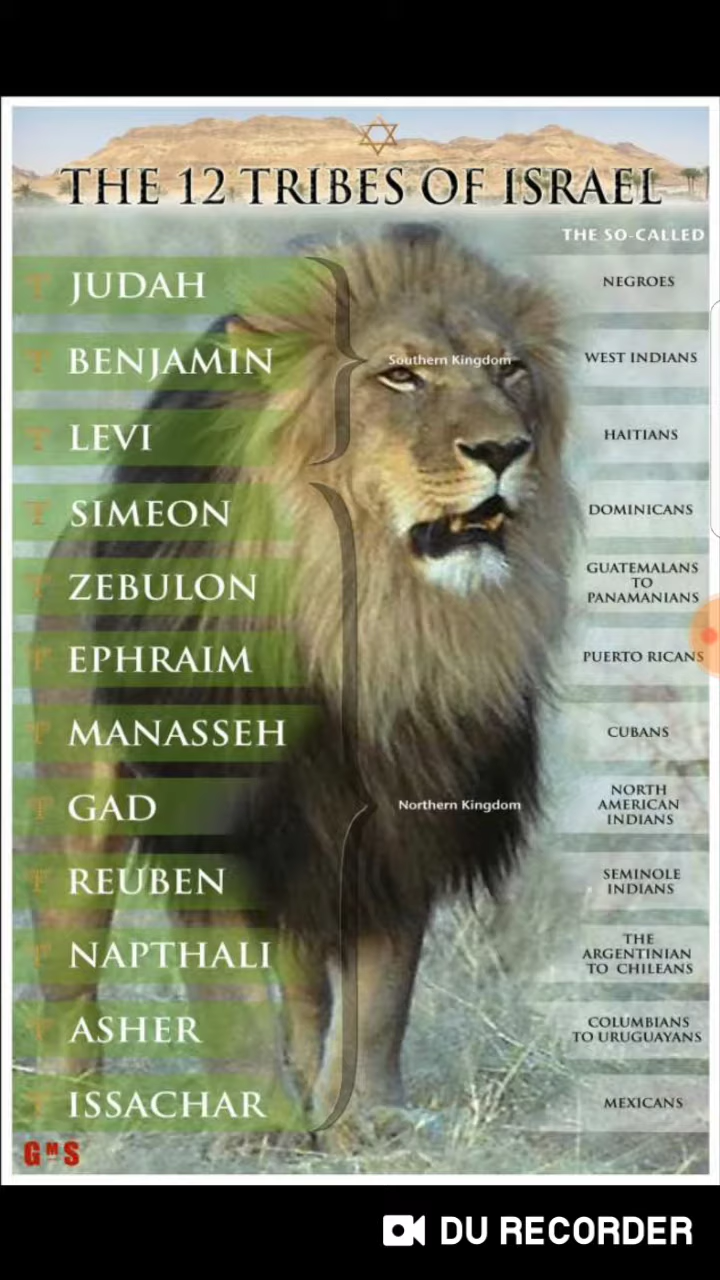 THE 12 TRIBES OF ISRAEL
THE SO-CALLED
JUDAH
NEGROES
BENJAMIN
Southern Kingdom
WEST INDIANS
LEVI
HAITIANS
SIMEON
DOMINICANS
ZEBULON
GUATEMALANS
TO
PANAMANIANS
EPHRAIM
PUERTO RICANS
MANASSEH
CUBANS
GAD
Northern Kingdom
NORTH
AMERICAN
INDIANS
REUBEN
SEMINOLE
INDIANS
NAPTHALI
THE
ARGENTINIAN
TO CHILEANS
ASHER
COLUMBIANS
TO URUGUAYANS
ISSACHAR
MEXICANS
GMS
DU RECORDER